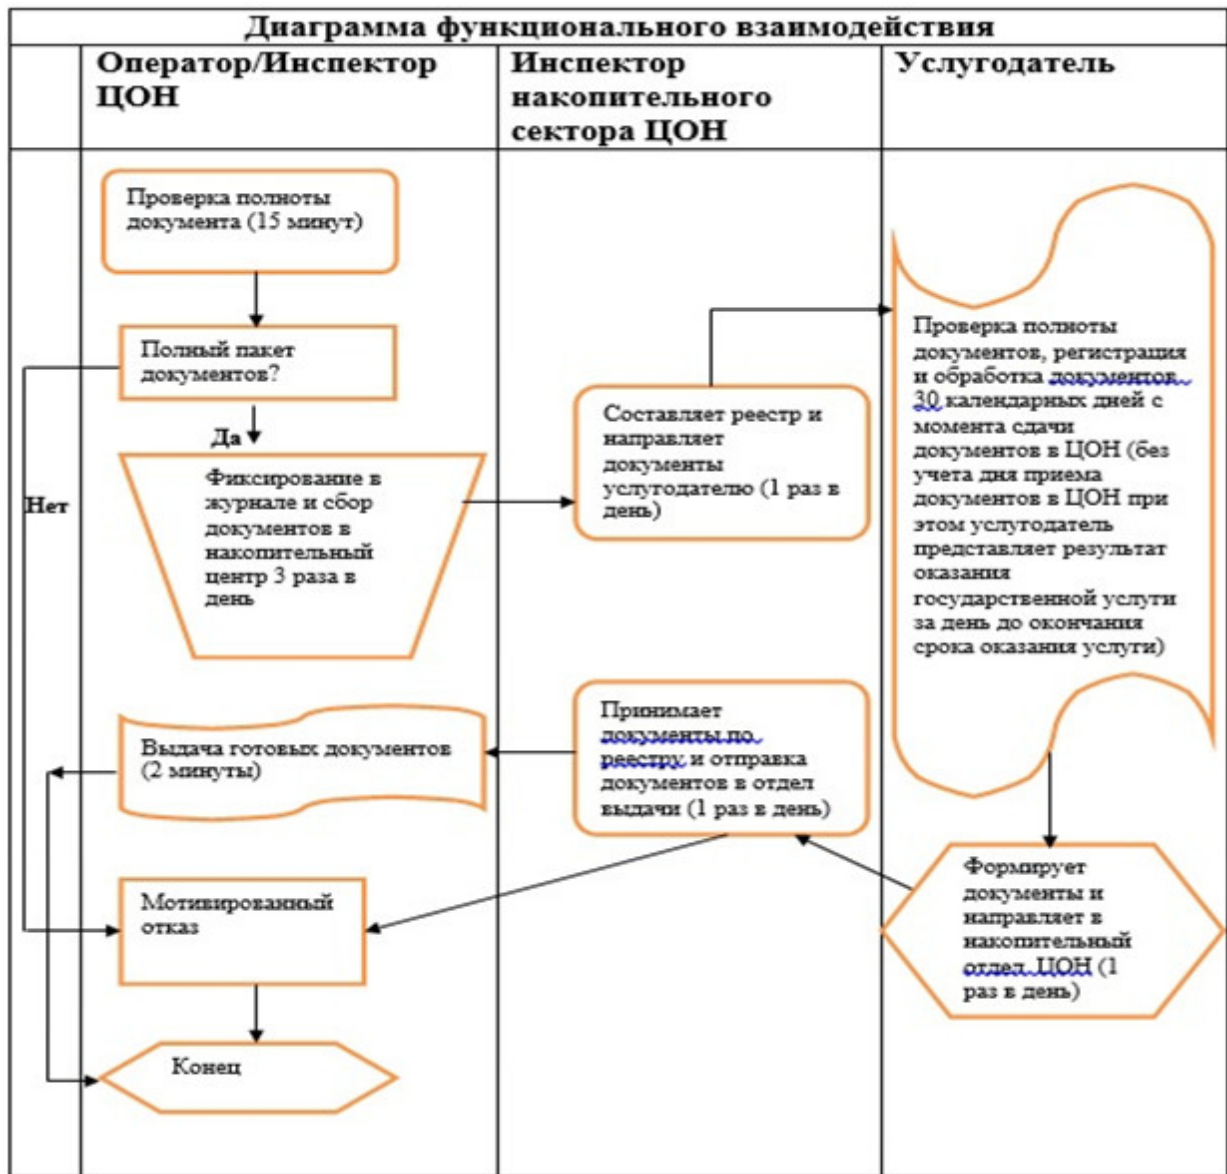 Диаграмма функционального взаимодействия
Оператор/Инспектор
ЦОН
Инспектор
накопительного
сектора ЦОН
Услугодатель
Проверка полноты
документа (15 минут)
Полный пакет
документов?
Да
Нет
Фиксирование в
журнале и сбор
документов в
накопительный
центр 3 раза в
день
Составляет реестр и
направляет
документы
услугодателю (1 раз в
день)
Проверка полноты
документов, регистрация
и обработка документов
30 календарных дней с
момента сдачи
документов в ЦОН (без
учета дня приема
документов в ЦОН при
этом услугодатель
представляет результат
оказания
государственной услуги
за день до окончания
срока оказания услуги)
Выдача готовых документов
(2 минуты)
Принимает
документы по
реестру и отправка
документов в отдел
выдачи (1 раз в день)
Мотивированный
отказ
Формирует
документы и
направляет в
накопительный
отдел ЦОН (1
раз в день)
Конец